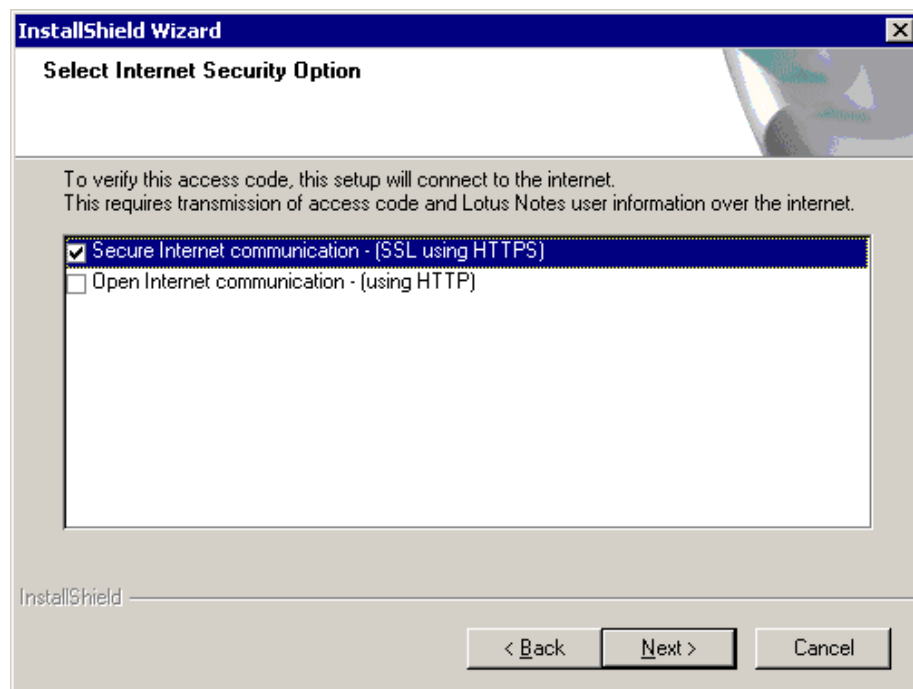 InstallShield Wizard
Select Internet Security Option
To verify this access code, this setup will connect to the internet.
This requires transmission of access code and Lotus Notes user information over the internet.
Secure Internet communication - (SSL using HTTPS)
Open Internet communication - (using HTTP)
InstallShield
< Back
Next >
Cancel